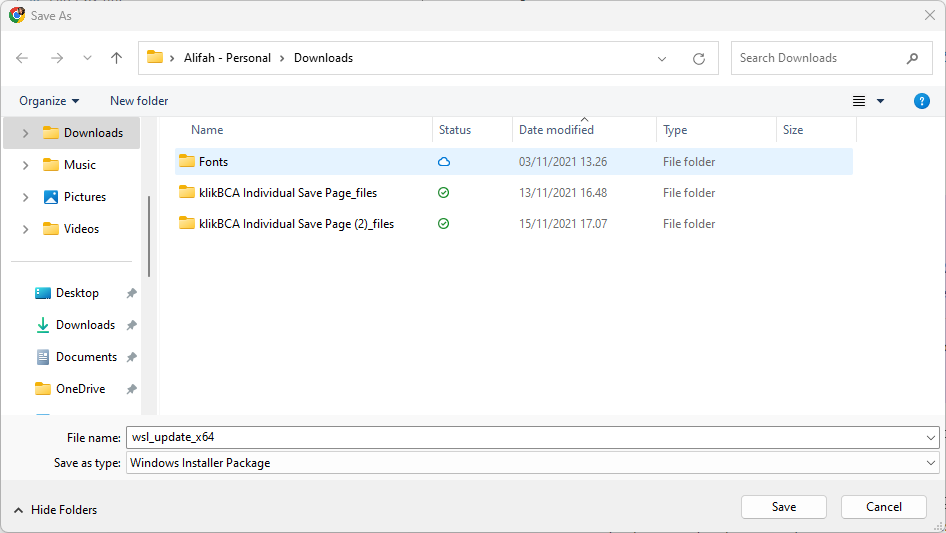 Save As
Alifah - Personal > Downloads
Search Downloads
Organize
New folder
?
Name Status Date modified Type Size
Downloads
Music
Pictures
Videos
Desktop
Downloads
Documents
OneDrive
Fonts 03/11/2021 13.26 File folder
klikBCA Individual Save Page_files 13/11/2021 16.48 File folder
klikBCA Individual Save Page (2)_files 15/11/2021 17.07 File folder
File name: wsl_update_x64
Save as type: Windows Installer Package
Hide Folders
Save
Cancel